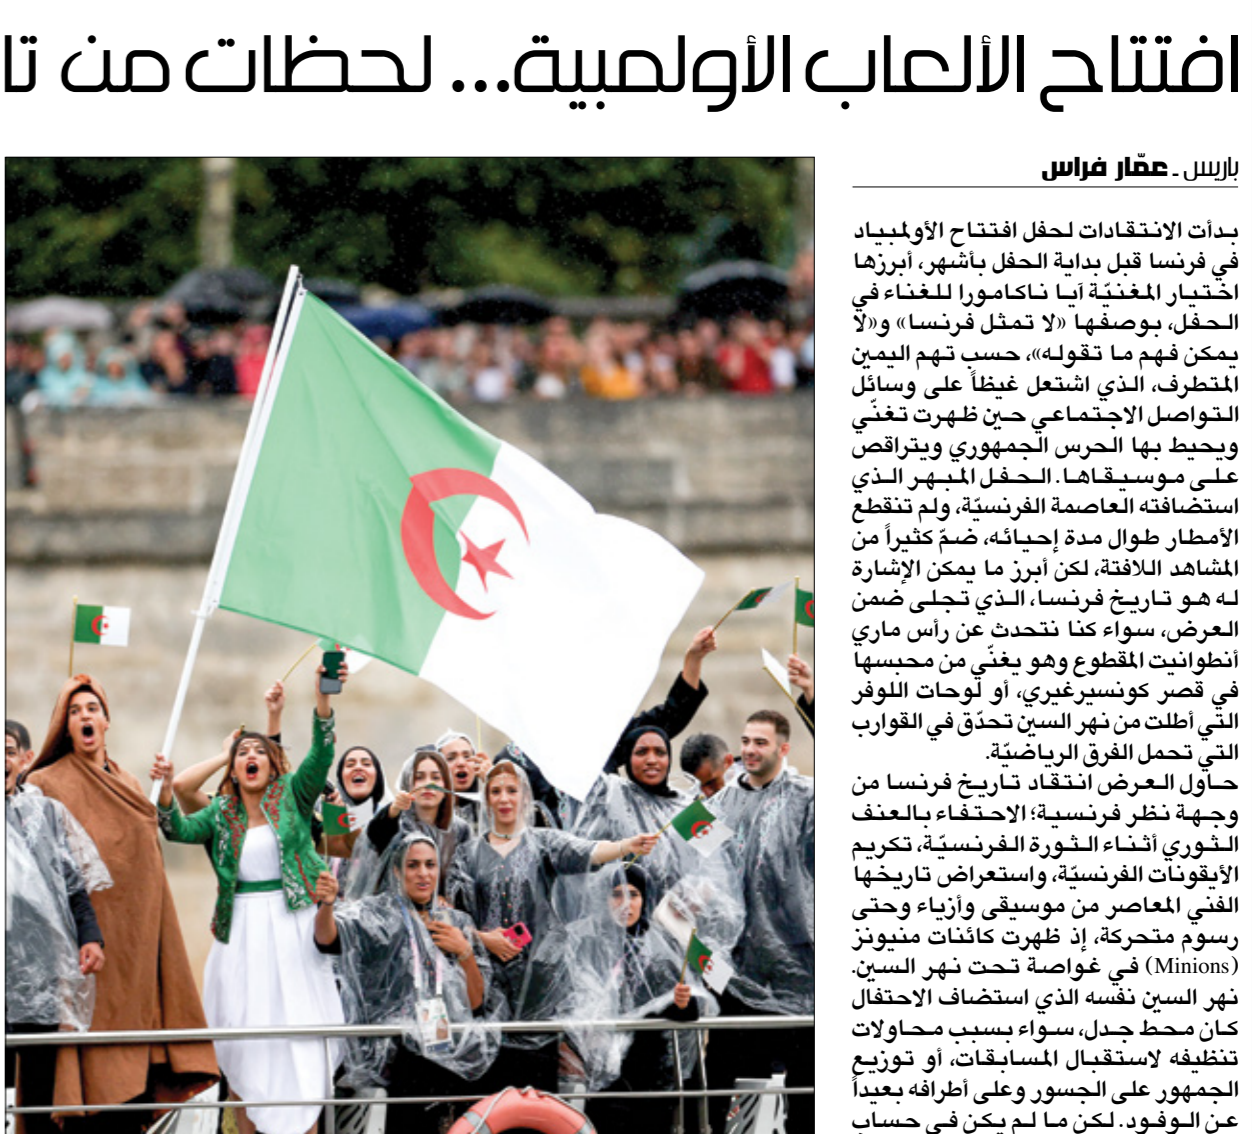 افتتاح الألعاب الأولمبية... لحظات من تا
باريس ـ عمّار فراس
بدأت الانتقادات لحفل افتتاح الأولمبياد
في فرنسا قبل بداية الحفل بأشهر، أبرزها
اختيار المغنيّة آيا ناكامورا للغناء في
الحفل، بوصفها «لا تمثل فرنسا» و«لا
يمكن فهم ما تقوله»، حسب تهم اليمين
المتطرف، الذي اشتعل غيظاً على وسائل
التواصل الاجتماعي حين ظهرت تغنّي
ويحيط بها الحرس الجمهوري ويتراقص
على موسيقاها. الحفل المبهر الذي
استضافته العاصمة الفرنسيّة، ولم تنقطع
الأمطار طوال مدة إحيائه، ضمّ كثيراً من
المشاهد اللافتة، لكن أبرز ما يمكن الإشارة
له هو تاريخ فرنسا، الذي تجلى ضمن
العرض، سواء كنا نتحدث عن رأس ماري
أنطوانيت المقطوع وهو يغنّي من محبسها
في قصر كونسيرغيري، أو لوحات اللوفر
التي أطلت من نهر السين تحدّق في القوارب
التي تحمل الفرق الرياضيّة.
حاول العرض انتقاد تاريخ فرنسا من
وجهة نظر فرنسية؛ الاحتفاء بالعنف
الثوري أثناء الثورة الفرنسيّة، تكريم
الأيقونات الفرنسيّة، واستعراض تاريخها
الفني المعاصر من موسيقى وأزياء وحتى
رسوم متحركة، إذ ظهرت كائنات منيونز
(Minions) في غواصة تحت نهر السين.
نهر السين نفسه الذي استضاف الاحتفال
كان محط جدل، سواء بسبب محاولات
تنظيفه لاستقبال المسابقات، أو توزيع
الجمهور على الجسور وعلى أطرافه بعيداً
عن الوفود. لكن ما لم يكن في حساب